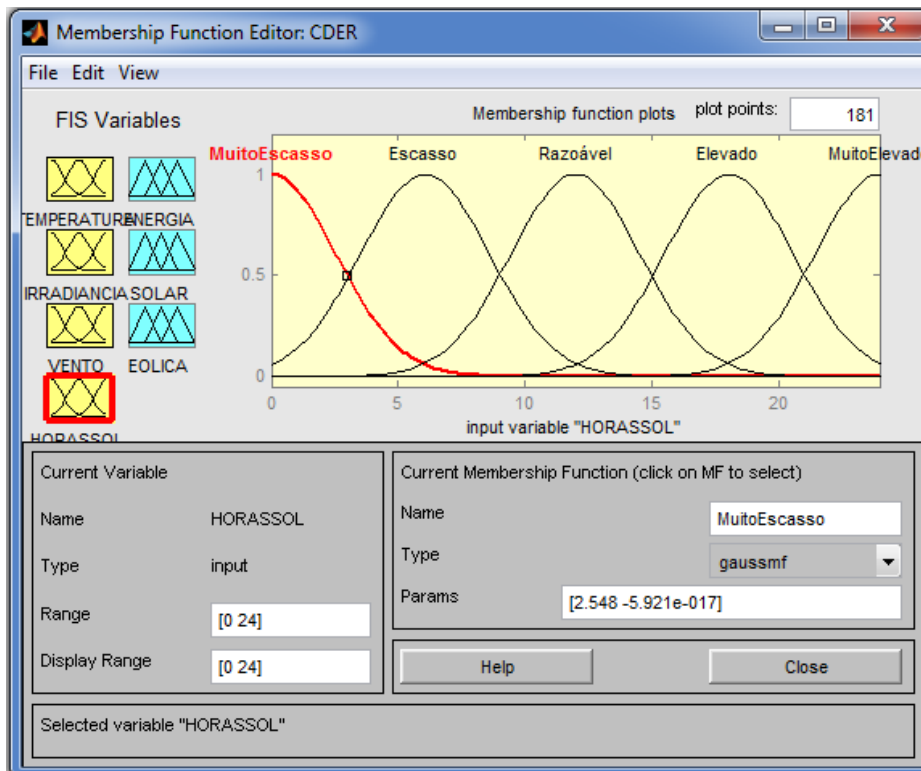 Membership Function Editor: CDER
File Edit View
FIS Variables
Membership function plots plot points: 181
MuitoEscasso Escasso Razoável Elevado MuitoElevad
1
0.5
0
0 5 10 15 20
input variable "HORASSOL"
TEMPERATURA ENERGIA
IRRADIANCIA SOLAR
VENTO EOLICA
HORASSOL
Current Variable
Name HORASSOL
Type input
Range [0 24]
Display Range [0 24]
Current Membership Function (click on MF to select)
Name MuitoEscasso
Type gaussmf
Params [2.548 -5.921e-017]
Help Close
Selected variable "HORASSOL"